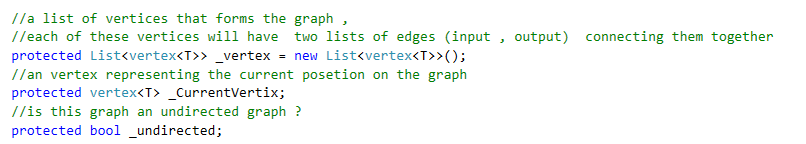 //a list of vertices that forms the graph ,
//each of these vertices will have  two lists of edges (input , output)  connecting them together
protected List<vertex<T>> _vertex = new List<vertex<T>>();
//an vertex representing the current posetion on the graph
protected vertex<T> _CurrentVertix;
//is this graph an undirected graph ?
protected bool _undirected;